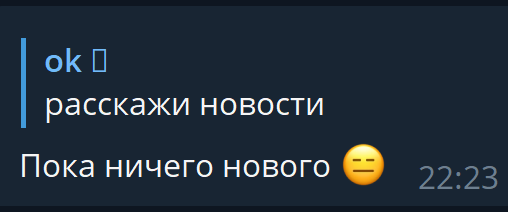 ok ▯
расскажи новости
Пока ничего нового 😑
22:23